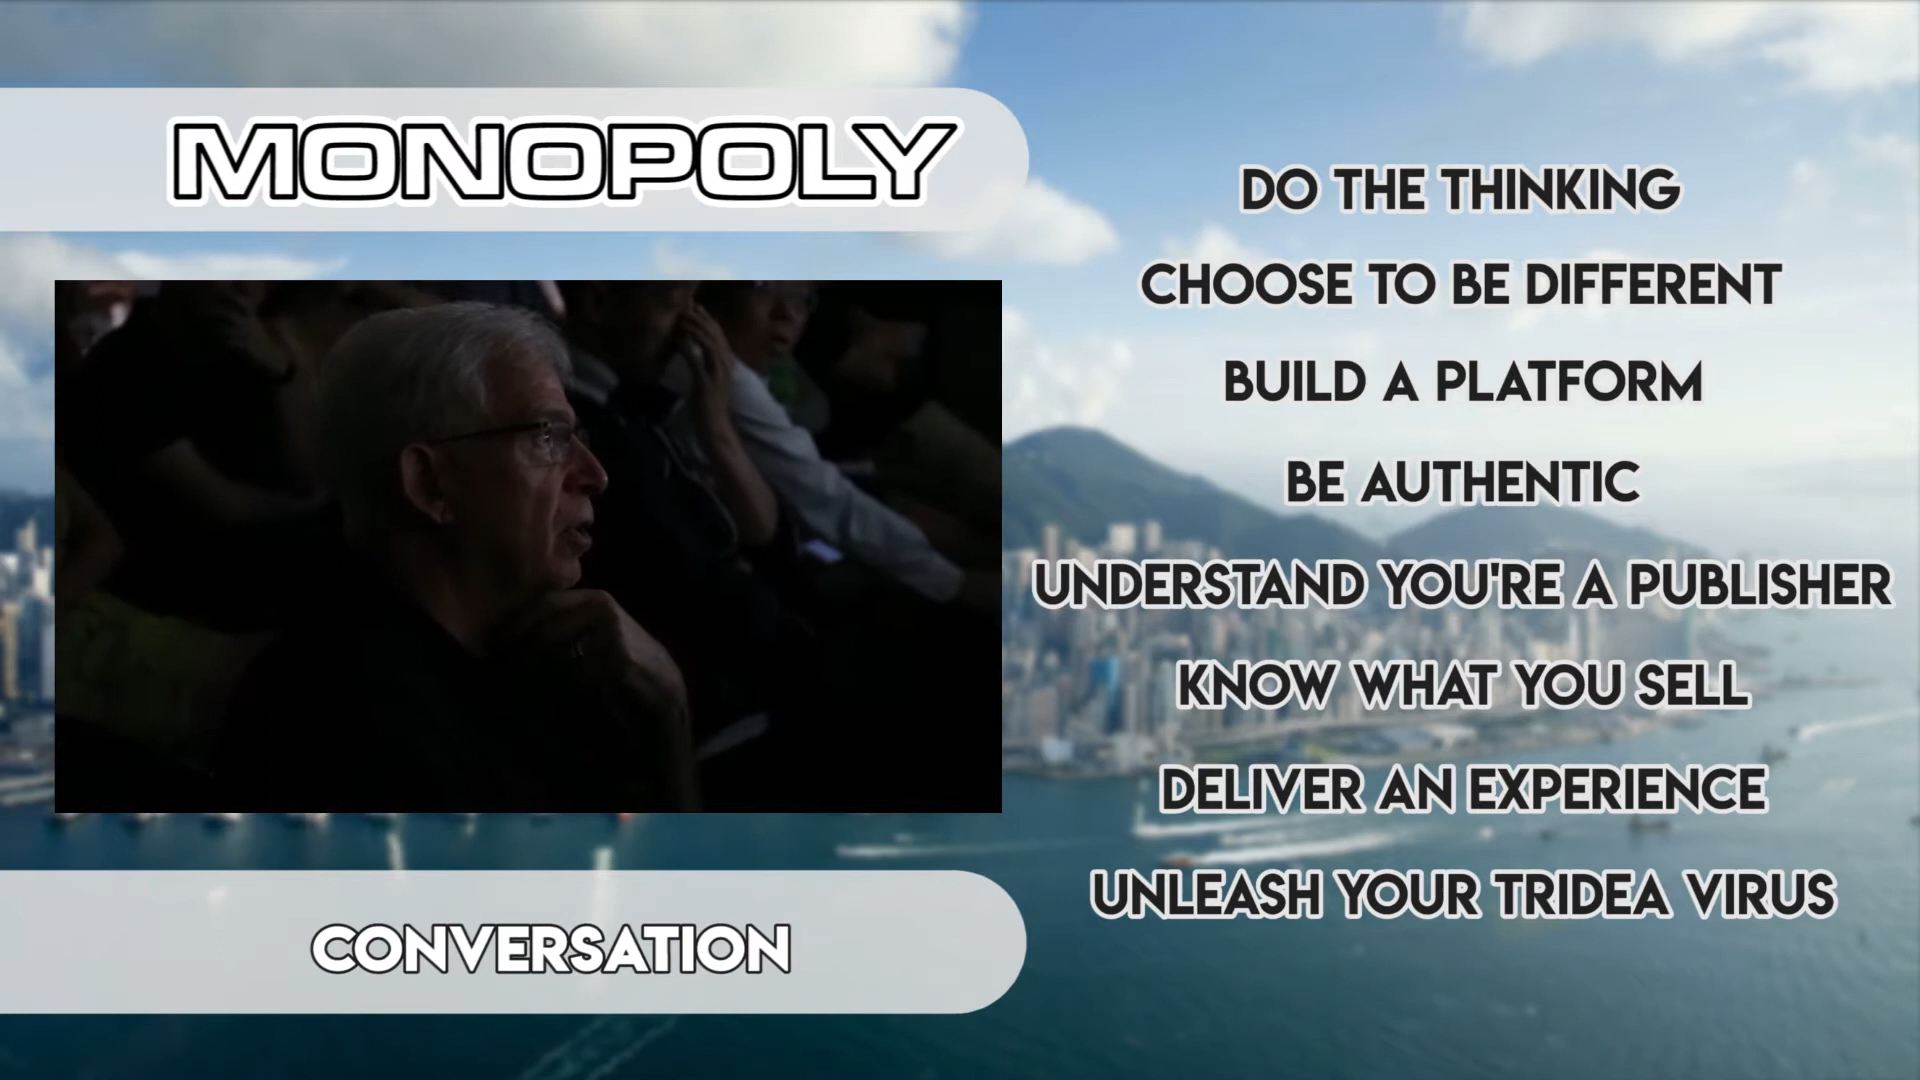 MONOPOLY
CONVERSATION
DO THE THINKING
CHOOSE TO BE DIFFERENT
BUILD A PLATFORM
BE AUTHENTIC
UNDERSTAND YOU'RE A PUBLISHER
KNOW WHAT YOU SELL
DELIVER AN EXPERIENCE
UNLEASH YOUR TRIDEA VIRUS